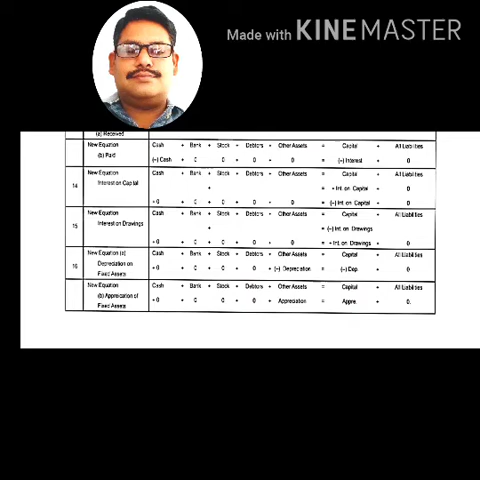 Made with KINEMASTER
(a) Received
New Equation Cash + Bank + Stock + Debtors + Other Assets = Capital + All Liabilities
(b) Paid (–) Cash + 0 0 + 0 + 0 = (–) Interest + 0
New Equation Cash + Bank + Stock + Debtors + Other Assets = Capital + All Liabilities
14 Interest on Capital + = + Int. on Capital + 0
+ 0 + 0 + 0 + 0 + 0 = (–) Int. on Capital + 0
New Equation Cash + Bank + Stock + Debtors + Other Assets = Capital + All Liabilities
15 Interest on Drawings + = (–) Int. on Drawings
+ 0 + 0 + 0 + 0 + 0 = + Int. on Drawings + 0
New Equation (a) Cash + Bank + Stock + Debtors + Other Assets = Capital + All Liabilities
16 Depreciation on + 0 + 0 + 0 + 0 + (–) Depreciation = (–) Dep. + 0
Fixed Assets
New Equation Cash + Bank + Stock + Debtors + Other Assets = Capital + All Liabilities
(b) Appreciation of + 0 + 0 0 + 0 + Appreciation = Appre. + 0.
Fixed Assets